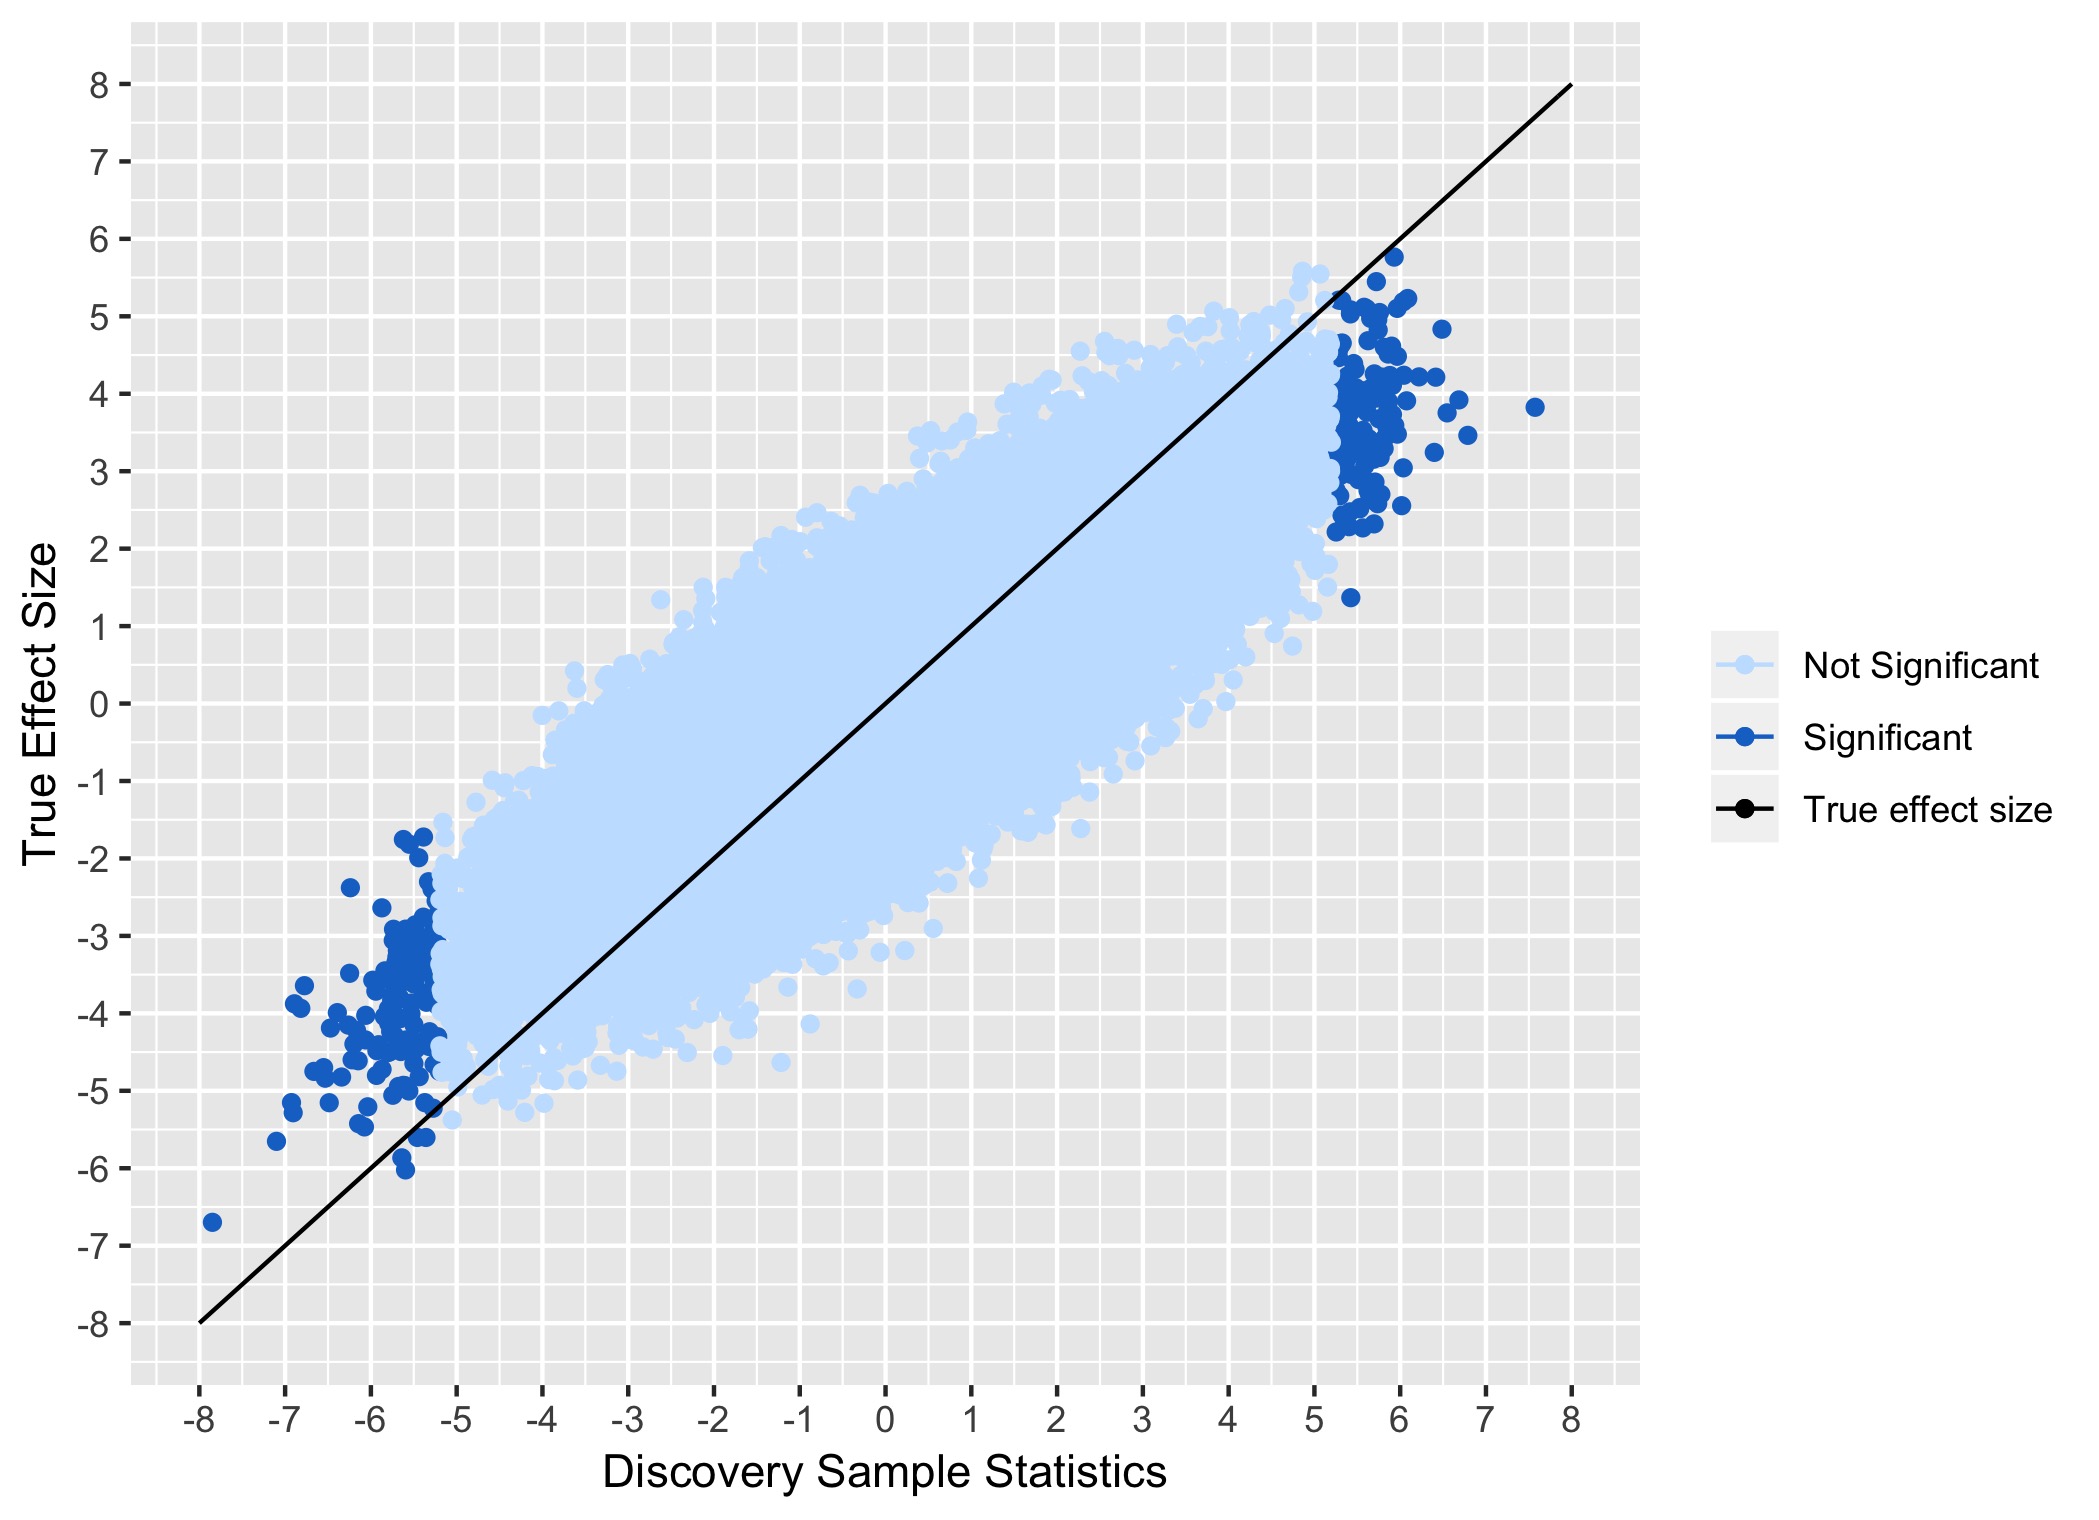 True Effect Size
8
7
6
5
4
3
2
1
0
-1
-2
-3
-4
-5
-6
-7
-8
-8 -7 -6 -5 -4 -3 -2 -1 0 1 2 3 4 5 6 7 8
Discovery Sample Statistics
Not Significant
Significant
True effect size